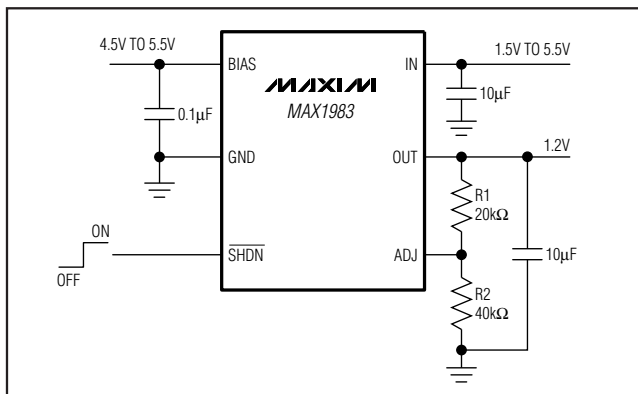 4.5V TO 5.5V
BIAS
IN
1.5V TO 5.5V
MAXIM
MAX1983
0.1μF
10μF
GND
OUT
1.2V
R1
20kΩ
ON
OFF
SHDN
ADJ
10μF
R2
40kΩ